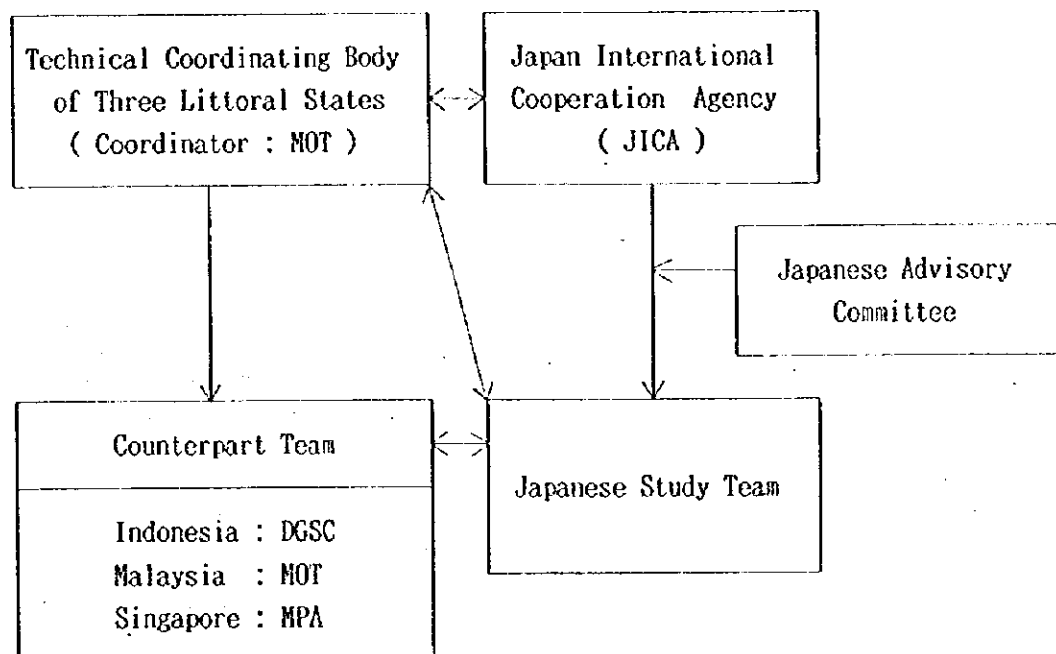 Technical Coordinating Body
of Three Littoral States
( Coordinator : MOT )
Japan International
Cooperation Agency
( JICA )
Japanese Advisory
Committee
Counterpart Team
Indonesia : DGSC
Malaysia : MOT
Singapore : MPA
Japanese Study Team